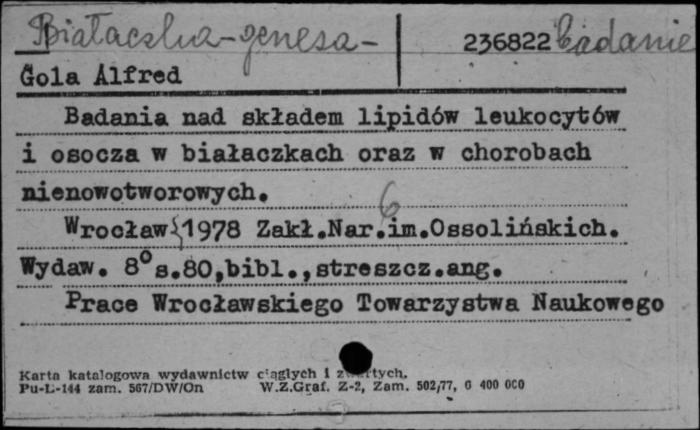 Białaczka-geneza- 236822 badanie
Gola Alfred
Badania nad składem lipidów leukocytów
i osocza w białaczkach oraz w chorobach
nienowotworowych.
6
Wrocław 1978 Zakł.Nar.im.Ossolińskich.
Wydaw. 8° s.80,bibl.,streszcz.ang.
Prace Wrocławskiego Towarzystwa Naukowego
Karta katalogowa wydawnictw ciągłych i zwartych.
Pu-L-144 zam. 567/DW/On W.Z.Graf. Z-2, Zam. 502/77, 6 400 000